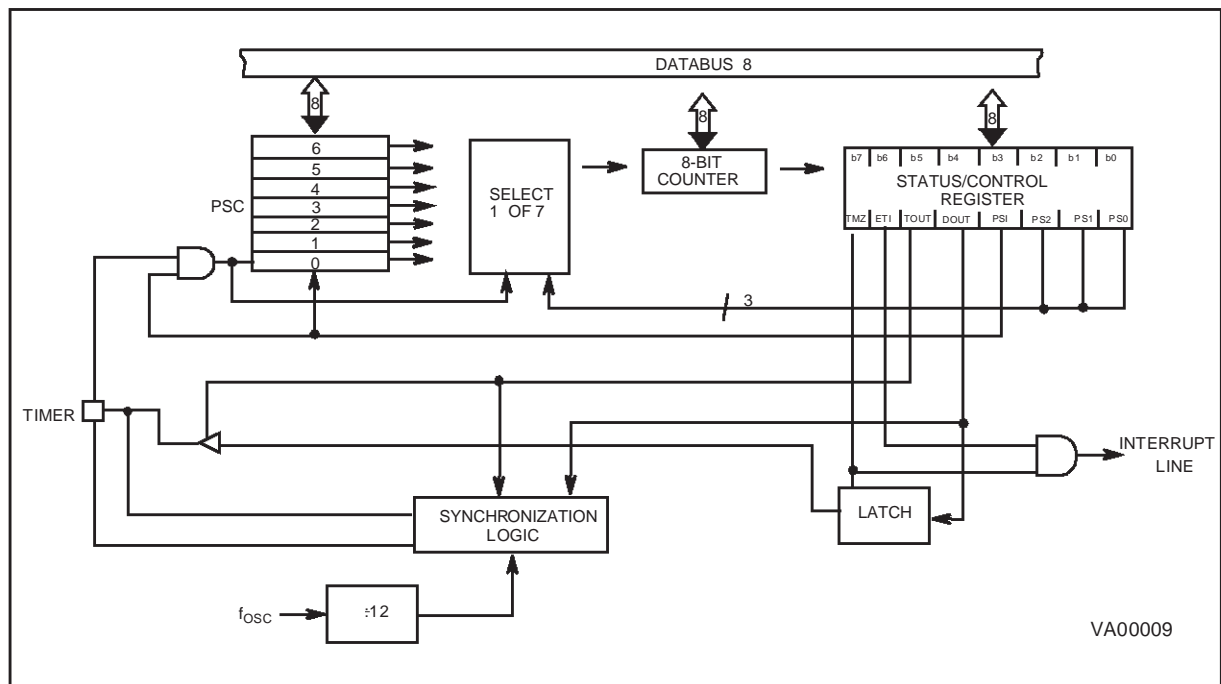 DATABUS 8
8
8
8
6
5
4
3
2
1
0
PSC
SELECT
1 OF 7
8-BIT
COUNTER
b7 b6 b5 b4 b3 b2 b1 b0
STATUS/CONTROL
REGISTER
TMZ ETI TOUT DOUT PSI PS2 PS1 PS0
3
TIMER
INTERRUPT
LINE
SYNCHRONIZATION
LOGIC
LATCH
fOSC
÷12
VA00009